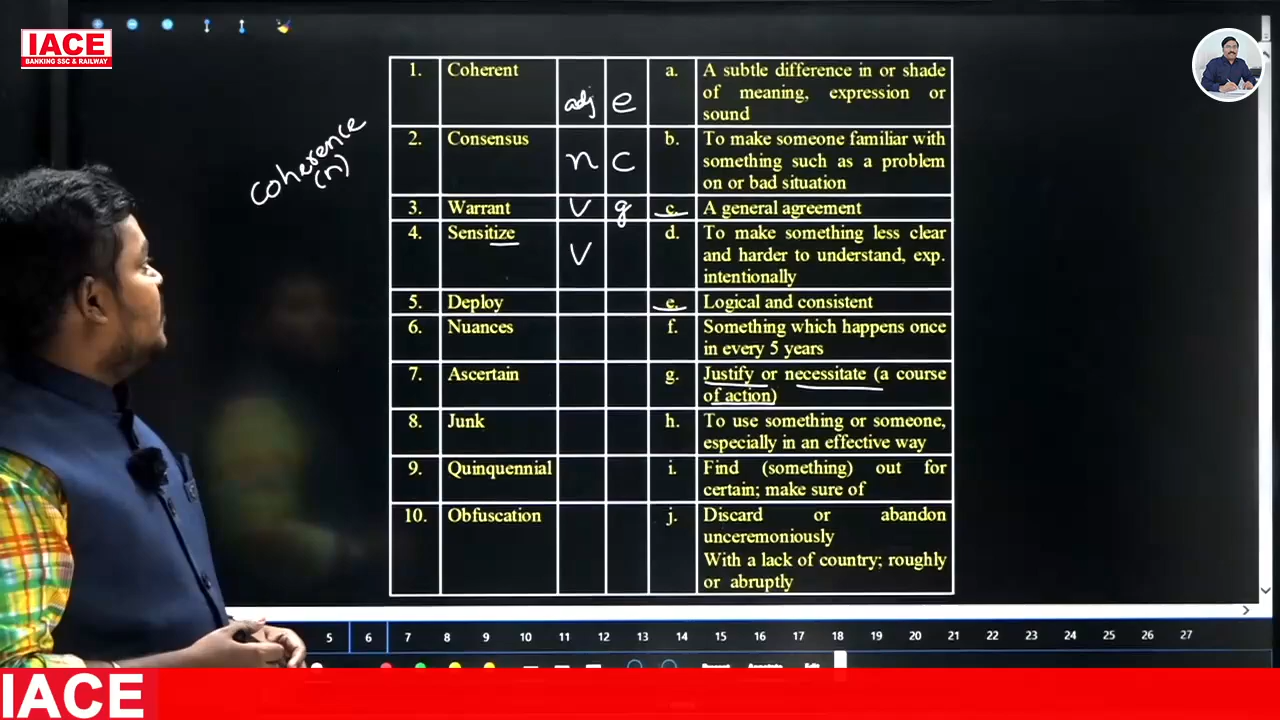 IACE
BANKING SSC & RAILWAY
coherence
(n)
1. Coherent adj e a. A subtle difference in or shade
of meaning, expression or
sound
2. Consensus n c b. To make someone familiar with
something such as a problem
on or bad situation
3. Warrant v g c. A general agreement
4. Sensitize v d. To make something less clear
and harder to understand, exp.
intentionally
5. Deploy e. Logical and consistent
6. Nuances f. Something which happens once
in every 5 years
7. Ascertain g. Justify or necessitate (a course
of action)
8. Junk h. To use something or someone,
especially in an effective way
9. Quinquennial i. Find (something) out for
certain; make sure of
10. Obfuscation j. Discard or abandon
unceremoniously
With a lack of country; roughly
or abruptly
5 6 7 8 9 10 11 12 13 14 15 16 17 18 19 20 21 22 23 24 25 26 27
IACE